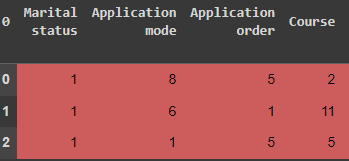 0 Marital status Application mode Application order Course
0 1 8 5 2
1 1 6 1 11
2 1 1 5 5